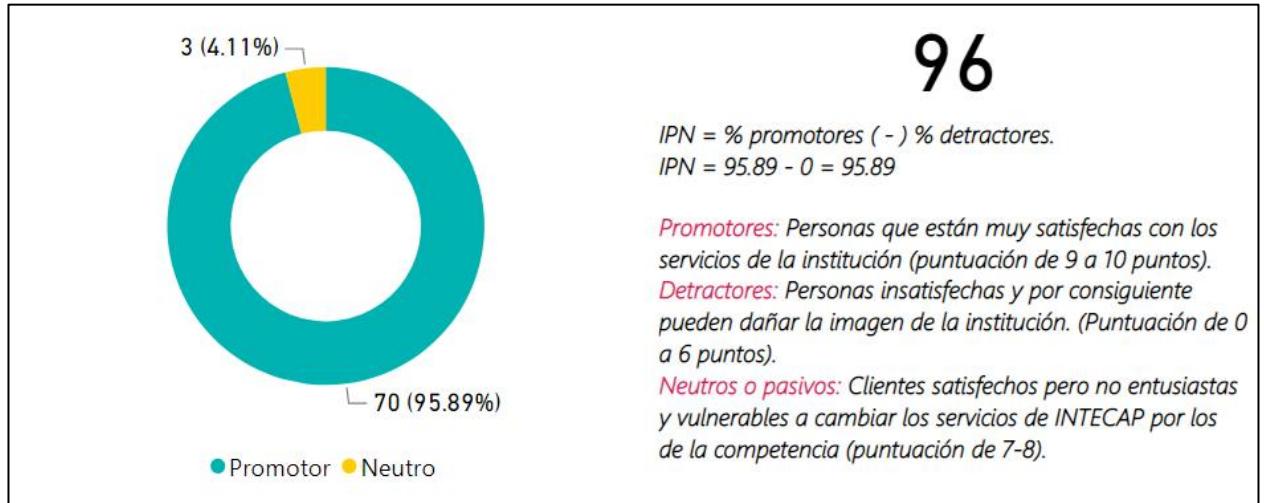 3 (4.11%)
70 (95.89%)
Promotor Neutro
96
IPN = % promotores ( - ) % detractores.
IPN = 95.89 - 0 = 95.89
Promotores: Personas que están muy satisfechas con los
servicios de la institución (puntuación de 9 a 10 puntos).
Detractores: Personas insatisfechas y por consiguiente
pueden dañar la imagen de la institución. (Puntuación de 0
a 6 puntos).
Neutros o pasivos: Clientes satisfechos pero no entusiastas
y vulnerables a cambiar los servicios de INTECAP por los
de la competencia (puntuación de 7-8).